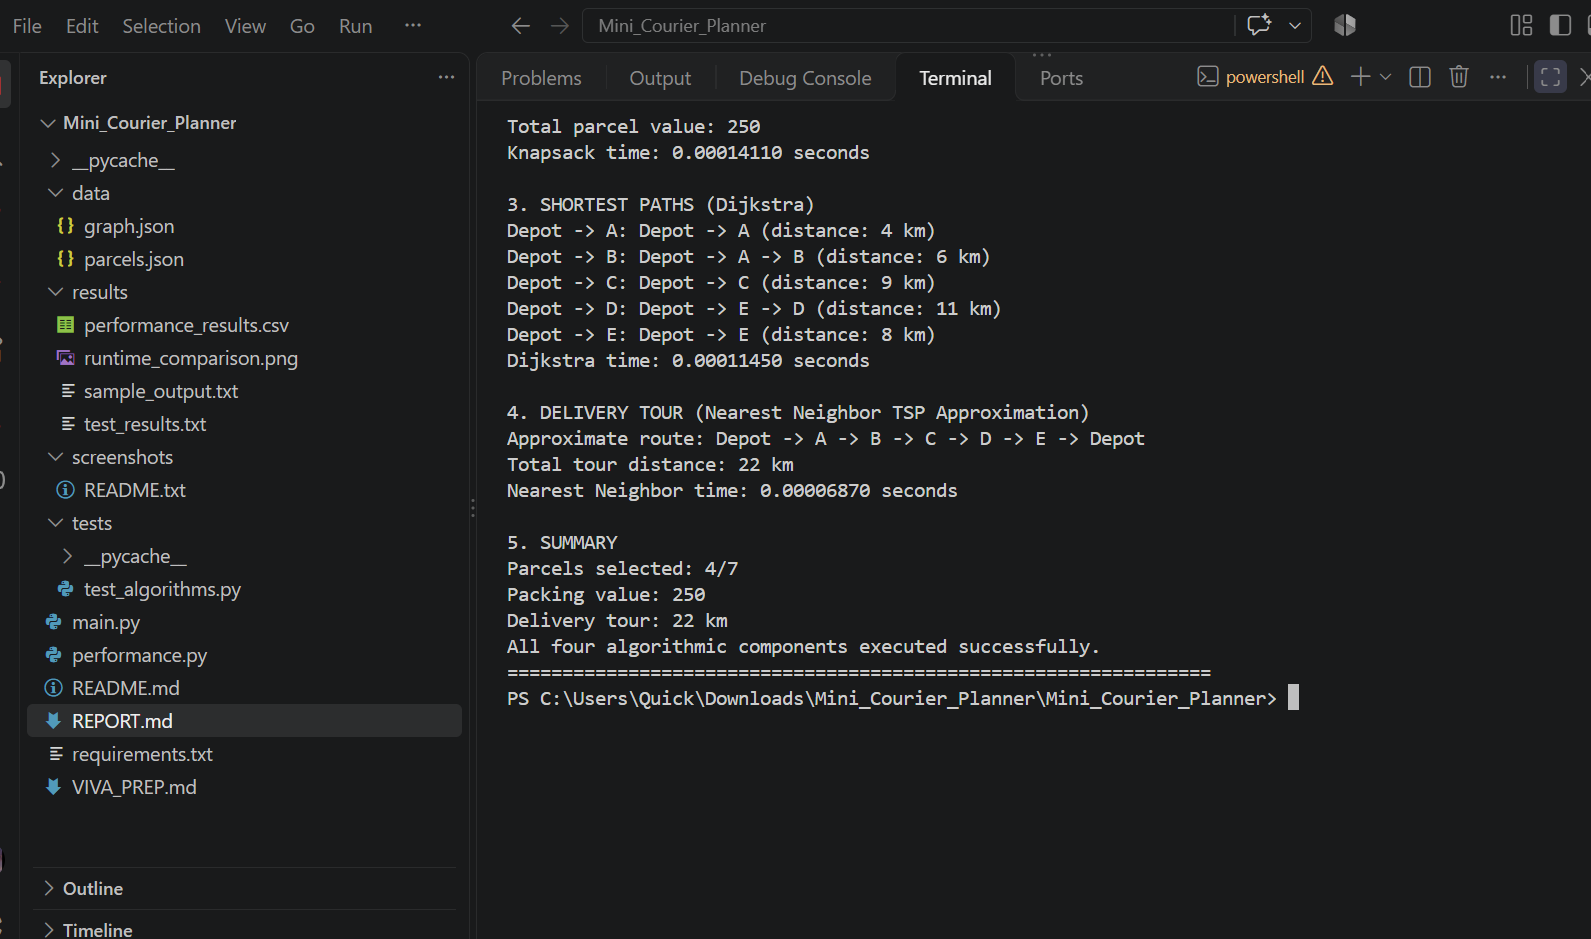 File Edit Selection View Go Run ···
Mini_Courier_Planner
Explorer
Mini_Courier_Planner
__pycache__
data
graph.json
parcels.json
results
performance_results.csv
runtime_comparison.png
sample_output.txt
test_results.txt
screenshots
README.txt
tests
__pycache__
test_algorithms.py
main.py
performance.py
README.md
REPORT.md
requirements.txt
VIVA_PREP.md
Outline
Timeline
Problems Output Debug Console Terminal Ports powershell
Total parcel value: 250
Knapsack time: 0.00014110 seconds
3. SHORTEST PATHS (Dijkstra)
Depot -> A: Depot -> A (distance: 4 km)
Depot -> B: Depot -> A -> B (distance: 6 km)
Depot -> C: Depot -> C (distance: 9 km)
Depot -> D: Depot -> E -> D (distance: 11 km)
Depot -> E: Depot -> E (distance: 8 km)
Dijkstra time: 0.00011450 seconds
4. DELIVERY TOUR (Nearest Neighbor TSP Approximation)
Approximate route: Depot -> A -> B -> C -> D -> E -> Depot
Total tour distance: 22 km
Nearest Neighbor time: 0.00006870 seconds
5. SUMMARY
Parcels selected: 4/7
Packing value: 250
Delivery tour: 22 km
All four algorithmic components executed successfully.
================================================================
PS C:\Users\Quick\Downloads\Mini_Courier_Planner\Mini_Courier_Planner>